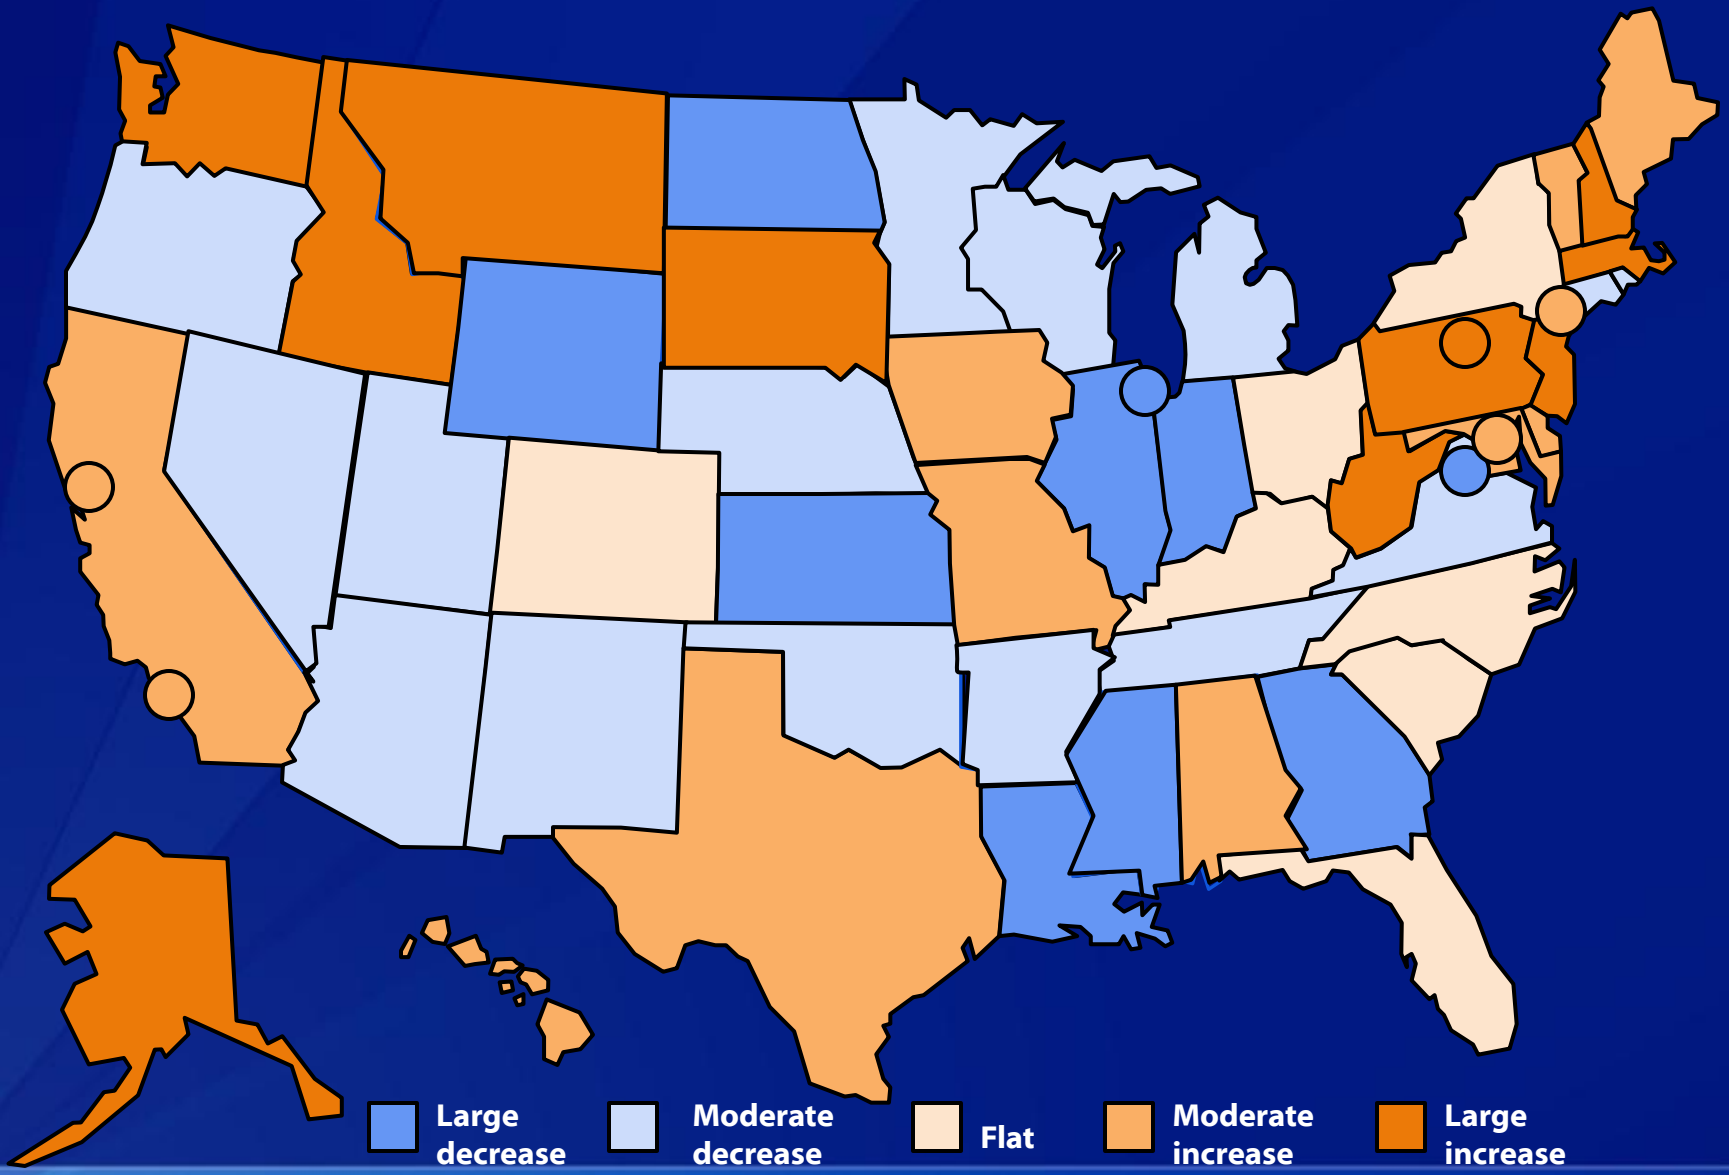 Large
decrease
Moderate
decrease
Flat
Moderate
increase
Large
increase